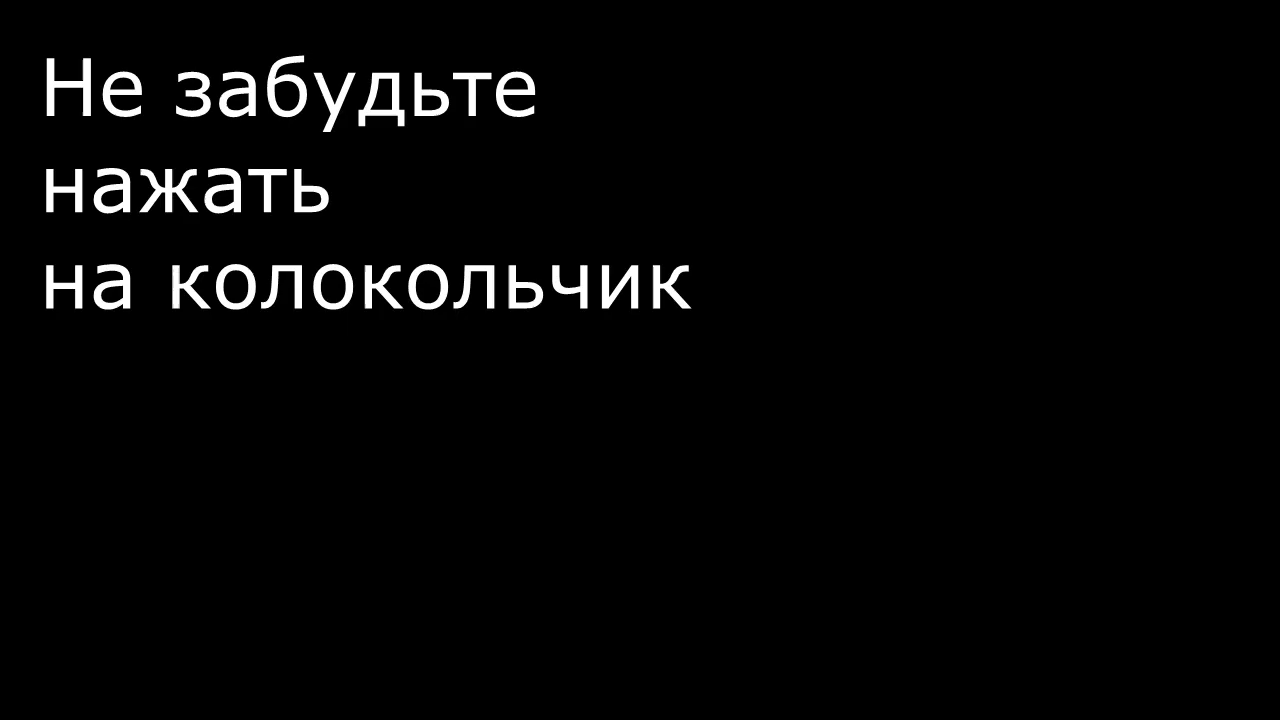 Не забудьте
нажать
на колокольчик